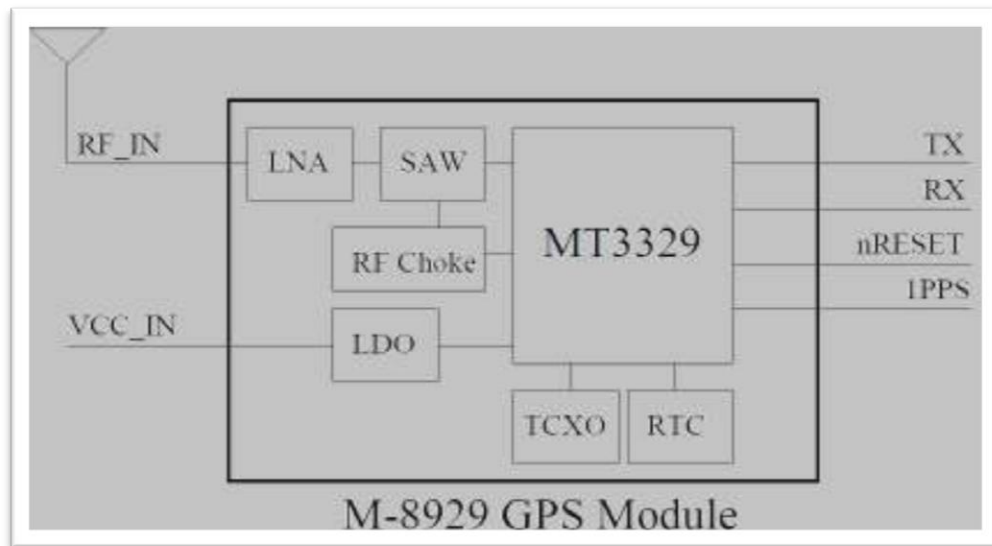 RF_IN
LNA
SAW
MT3329
TX
RX
nRESET
1PPS
RF Choke
VCC_IN
LDO
TCXO
RTC
M-8929 GPS Module